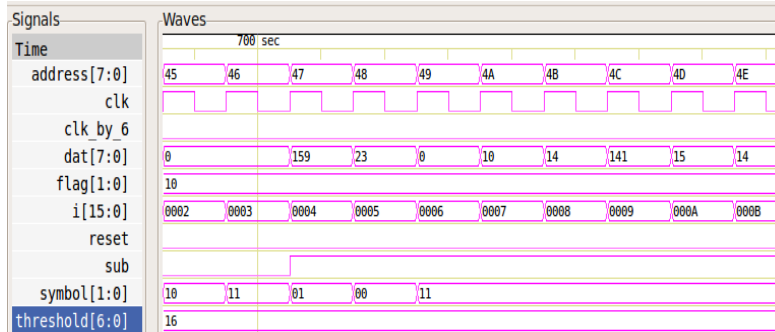 Signals Waves
Time 700 sec
address[7:0] 45 46 47 48 49 4A 4B 4C 4D 4E
clk
clk_by_6
dat[7:0] 0 159 23 0 10 14 141 15 14
flag[1:0] 10
i[15:0] 0002 0003 0004 0005 0006 0007 0008 0009 000A 000B
reset
sub
symbol[1:0] 10 11 01 00 11
threshold[6:0] 16